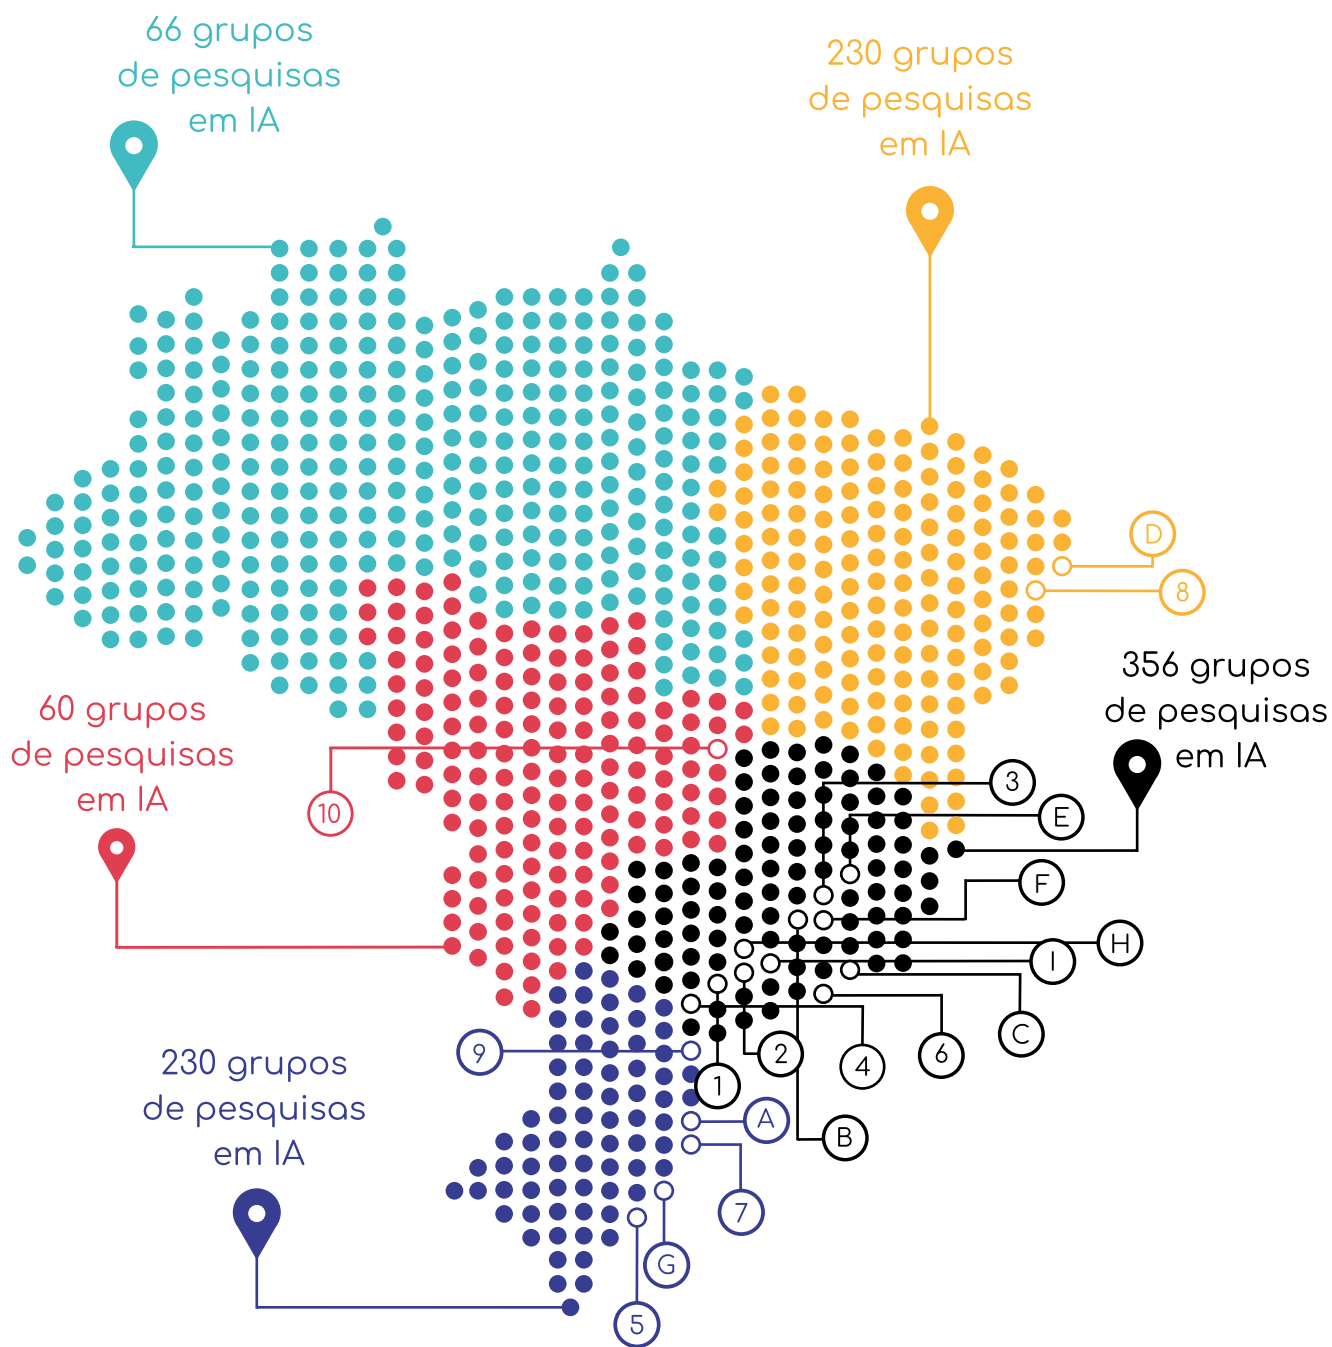 66 grupos
de pesquisas
em IA
230 grupos
de pesquisas
em IA
D
8
356 grupos
de pesquisas
em IA
60 grupos
de pesquisas
em IA
10
3
E
F
H
I
C
9
2
4
6
1
A
B
230 grupos
de pesquisas
em IA
7
G
5